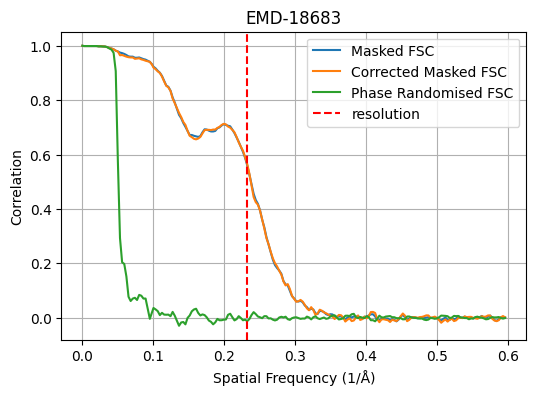 EMD-18683
Masked FSC
Corrected Masked FSC
Phase Randomised FSC
resolution
Correlation
1.0
0.8
0.6
0.4
0.2
0.0
0.0 0.1 0.2 0.3 0.4 0.5 0.6
Spatial Frequency (1/Å)